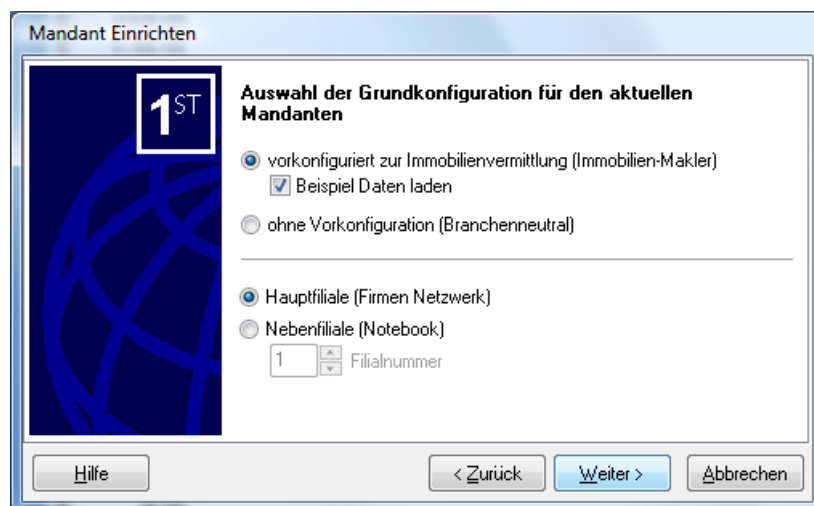 Mandant Einrichten
1ST
Auswahl der Grundkonfiguration für den aktuellen
Mandanten
vorkonfiguriert zur Immobilienvermittlung (Immobilien-Makler)
Beispiel Daten laden
ohne Vorkonfiguration (Branchenneutral)
Hauptfiliale (Firmen Netzwerk)
Nebenfiliale (Notebook)
1 Filialnummer
Hilfe < Zurück Weiter > Abbrechen